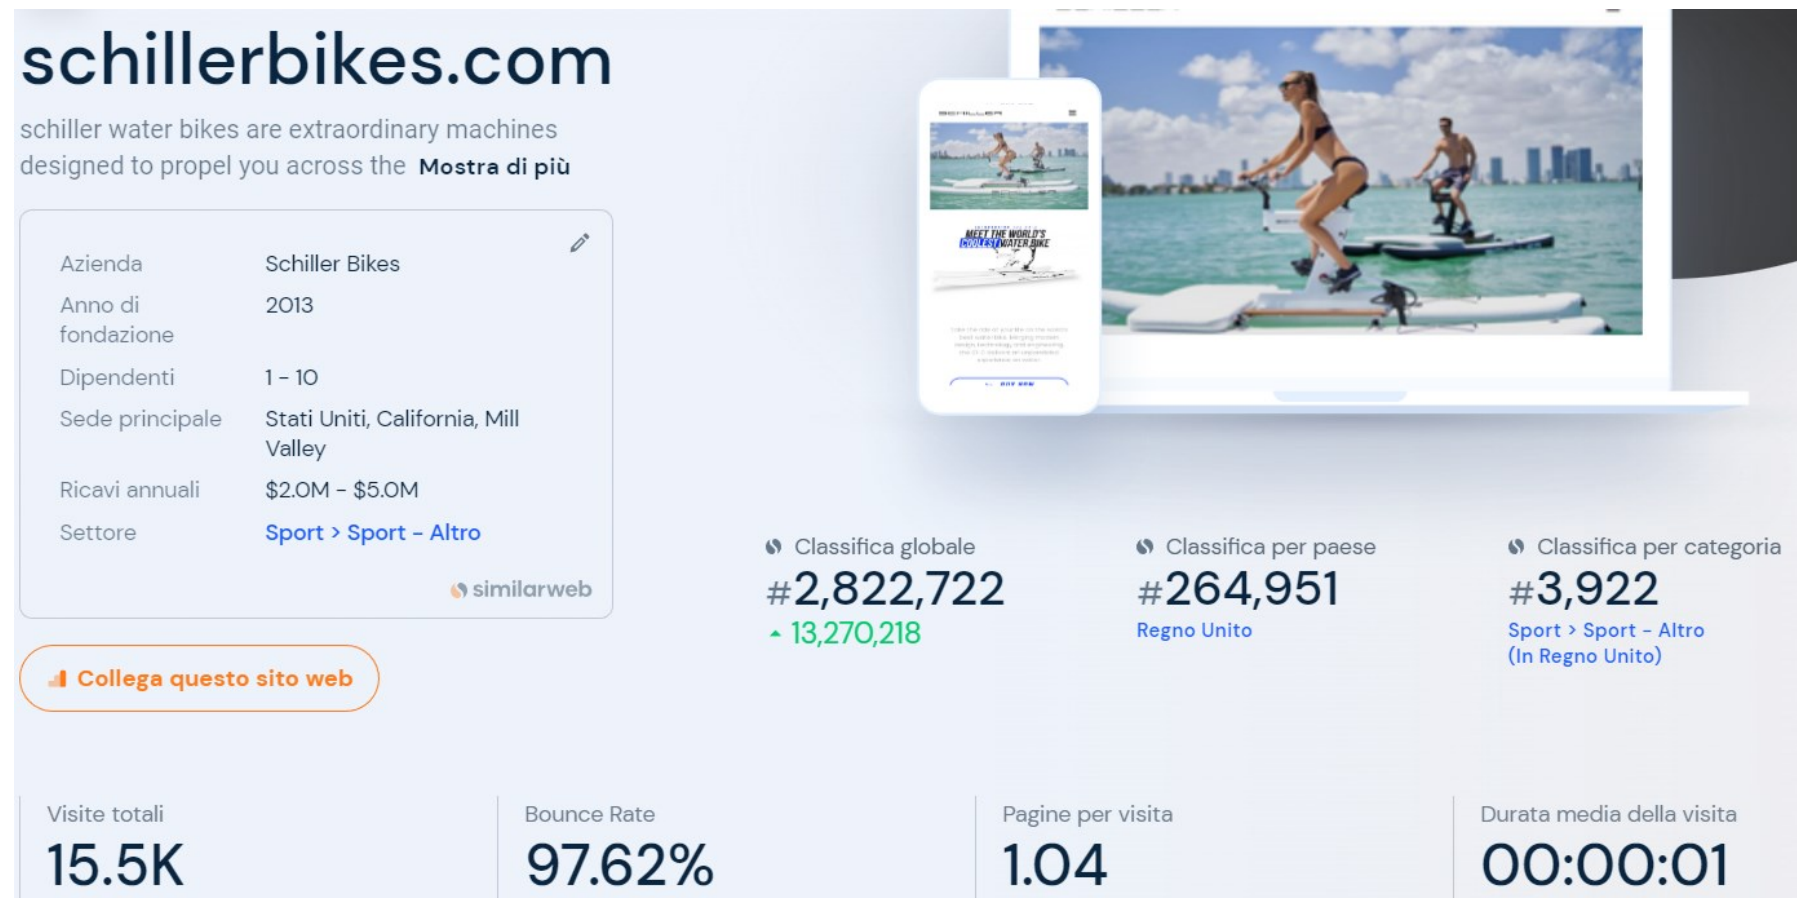 schillerbikes.com
schiller water bikes are extraordinary machines
designed to propel you across the Mostra di più
Azienda Schiller Bikes
Anno di fondazione 2013
Dipendenti 1 - 10
Sede principale Stati Uniti, California, Mill Valley
Ricavi annuali $2.0M - $5.0M
Settore Sport > Sport - Altro
similarweb
Collega questo sito web
SCHILLER
MEET THE WORLD'S
COOLEST WATER BIKE
Classifica globale
#2,822,722
13,270,218
Classifica per paese
#264,951
Regno Unito
Classifica per categoria
#3,922
Sport > Sport - Altro
(In Regno Unito)
Visite totali
15.5K
Bounce Rate
97.62%
Pagine per visita
1.04
Durata media della visita
00:00:01